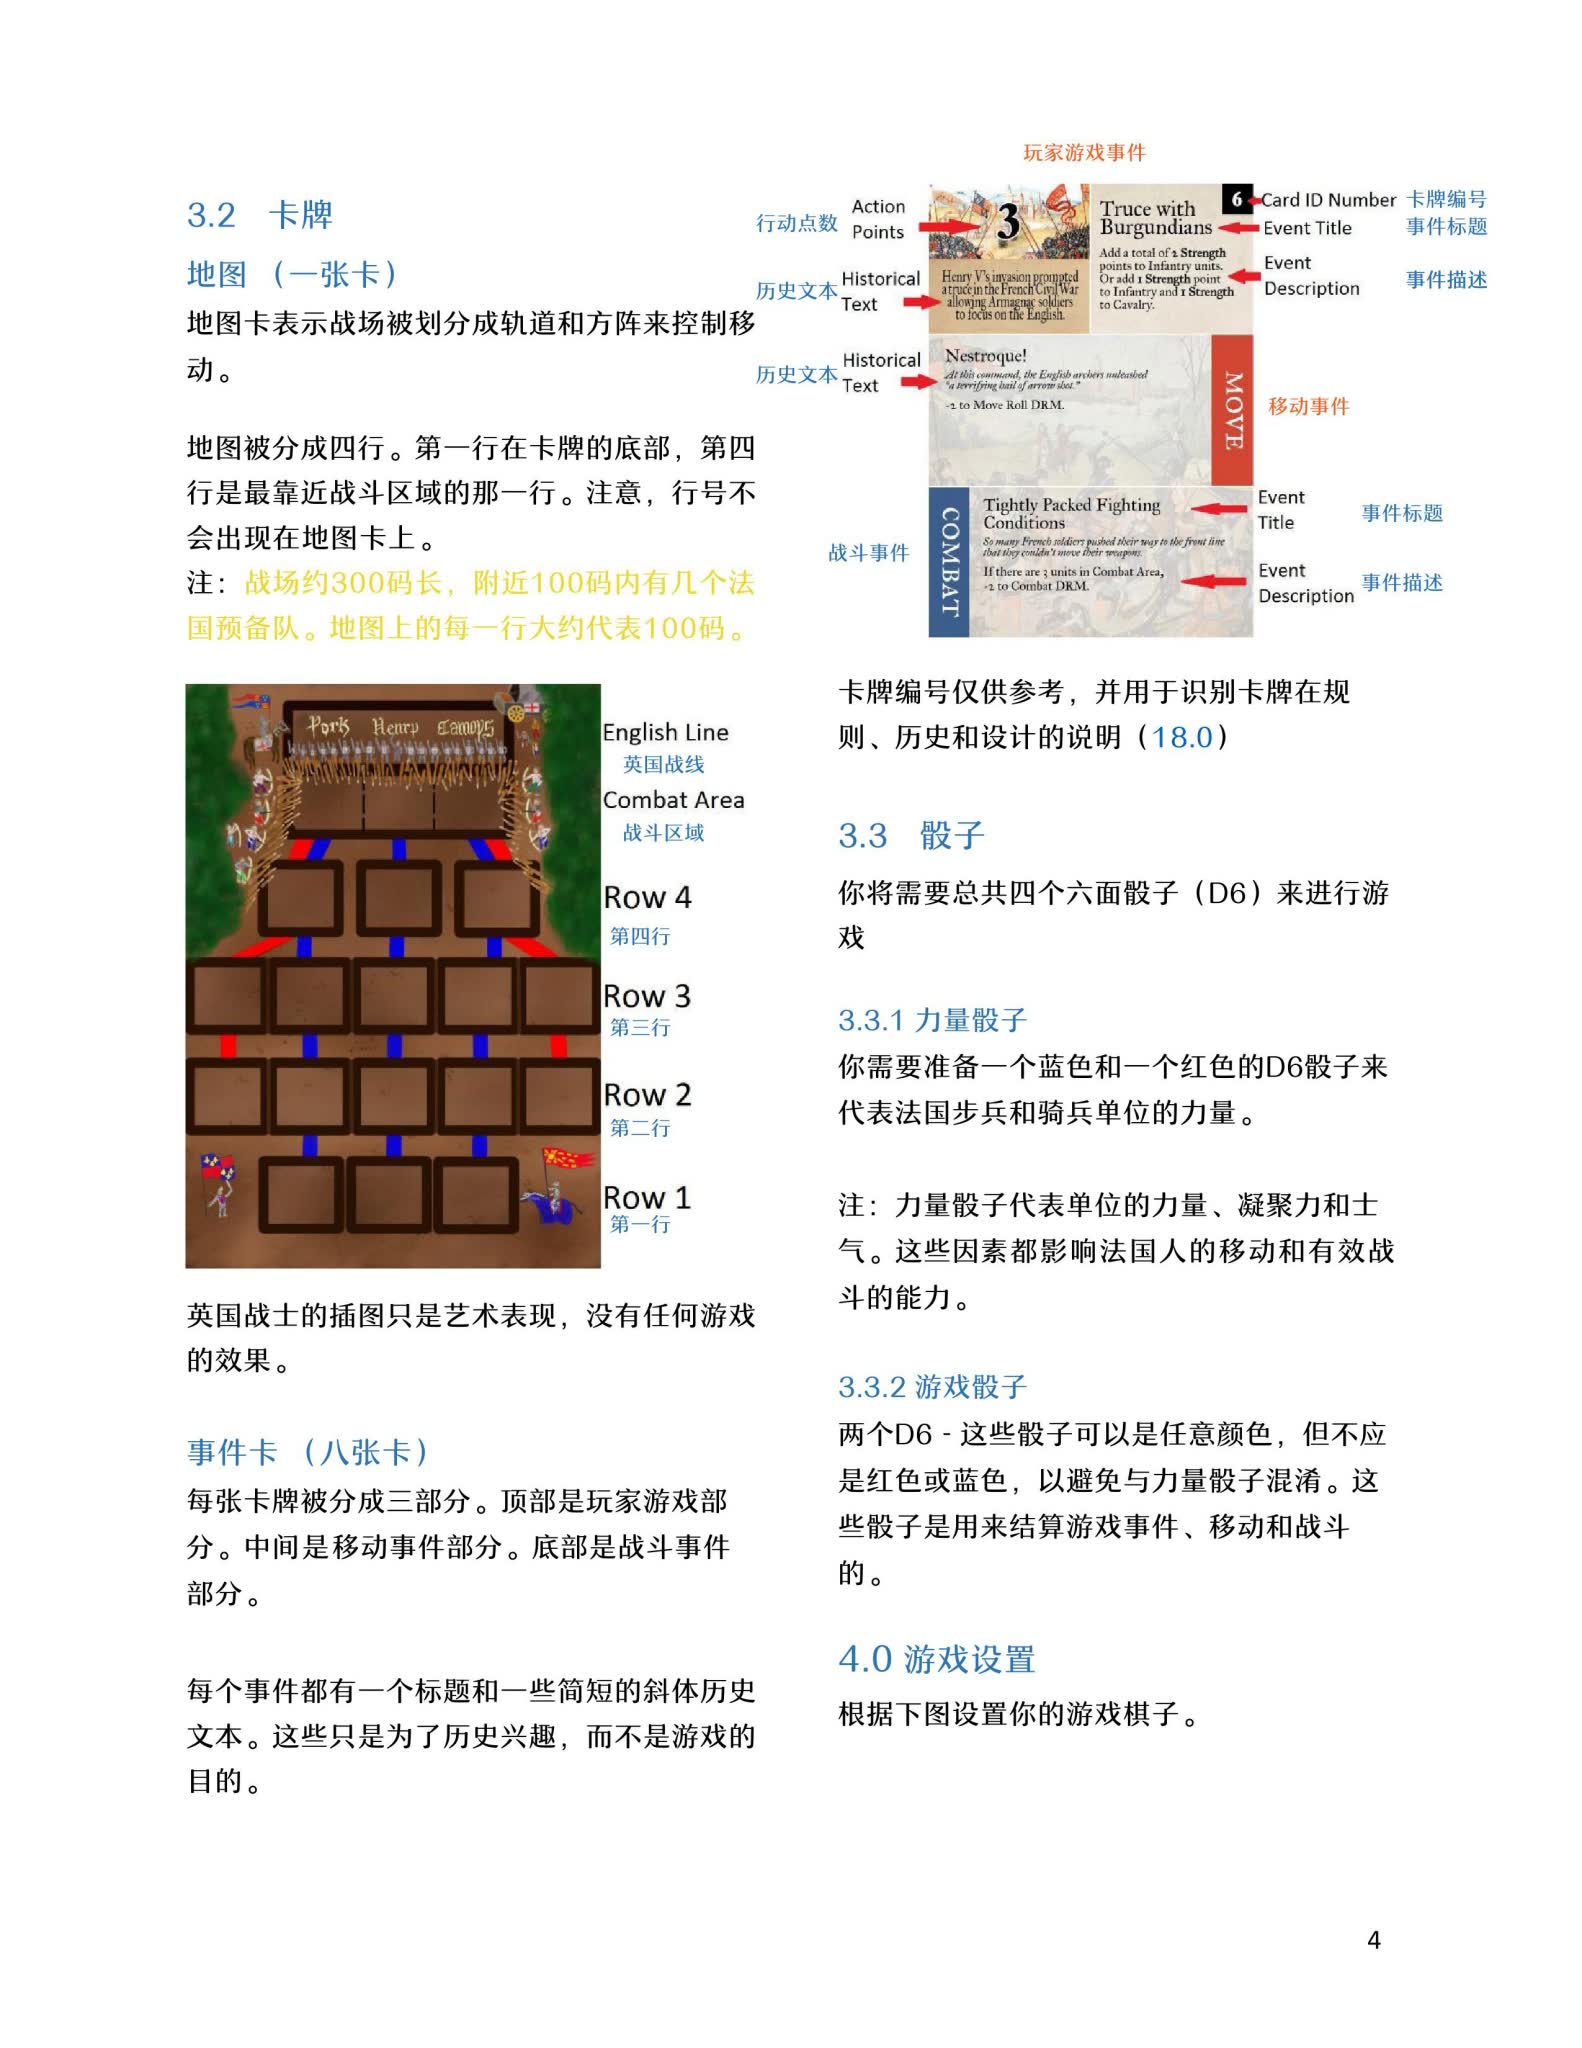 3.2 卡牌
地图 （一张卡）
地图卡表示战场被划分成轨道和方阵来控制移
动。
地图被分成四行。第一行在卡牌的底部，第四
行是最靠近战斗区域的那一行。注意，行号不
会出现在地图卡上。
注：战场约300码长，附近100码内有几个法
国预备队。地图上的每一行大约代表100码。
York Henry Camoys
English Line
英国战线
Combat Area
战斗区域
Row 4
第四行
Row 3
第三行
Row 2
第二行
Row 1
第一行
英国战士的插图只是艺术表现，没有任何游戏
的效果。
事件卡 （八张卡）
每张卡牌被分成三部分。顶部是玩家游戏部
分。中间是移动事件部分。底部是战斗事件
部分。
每个事件都有一个标题和一些简短的斜体历史
文本。这些只是为了历史兴趣，而不是游戏的
目的。
玩家游戏事件
行动点数
Action
Points
历史文本
Historical
Text
历史文本
Historical
Text
战斗事件
3
Henry V's invasion prompted
a truce in the French Civil War
allowing Armagnac soldiers
to focus on the English.
6
Truce with
Burgundians
Add a total of 2 Strength
points to Infantry units.
Or add 1 Strength point
to Infantry and 1 Strength
to Cavalry.
Nestroque!
At this command, the English archers unleashed
"a terrifying hail of arrow shot."
-2 to Move Roll DRM.
MOVE
COMBAT
Tightly Packed Fighting
Conditions
So many French soldiers pushed their way to the front line
that they couldn't move their weapons.
If there are 3 units in Combat Area,
-2 to Combat DRM.
Card ID Number 卡牌编号
Event Title 事件标题
Event
Description
事件描述
移动事件
Event
Title
事件标题
Event
Description
事件描述
卡牌编号仅供参考，并用于识别卡牌在规
则、历史和设计的说明（18.0）
3.3 骰子
你将需要总共四个六面骰子（D6）来进行游
戏
3.3.1 力量骰子
你需要准备一个蓝色和一个红色的D6骰子来
代表法国步兵和骑兵单位的力量。
注：力量骰子代表单位的力量、凝聚力和士
气。这些因素都影响法国人的移动和有效战
斗的能力。
3.3.2 游戏骰子
两个D6 - 这些骰子可以是任意颜色，但不应
是红色或蓝色，以避免与力量骰子混淆。这
些骰子是用来结算游戏事件、移动和战斗
的。
4.0 游戏设置
根据下图设置你的游戏棋子。
4